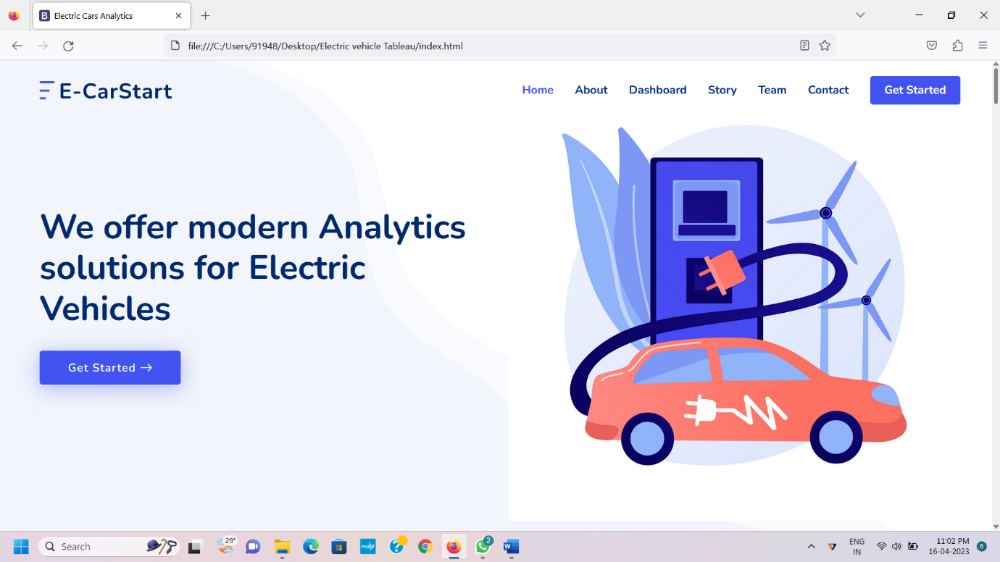 Electric Cars Analytics
file:///C:/Users/91948/Desktop/Electric vehicle Tableau/index.html
E-CarStart
Home About Dashboard Story Team Contact Get Started
We offer modern Analytics
solutions for Electric
Vehicles
Get Started →
Search
29°
2
ENG
IN
11:02 PM
16-04-2023
6